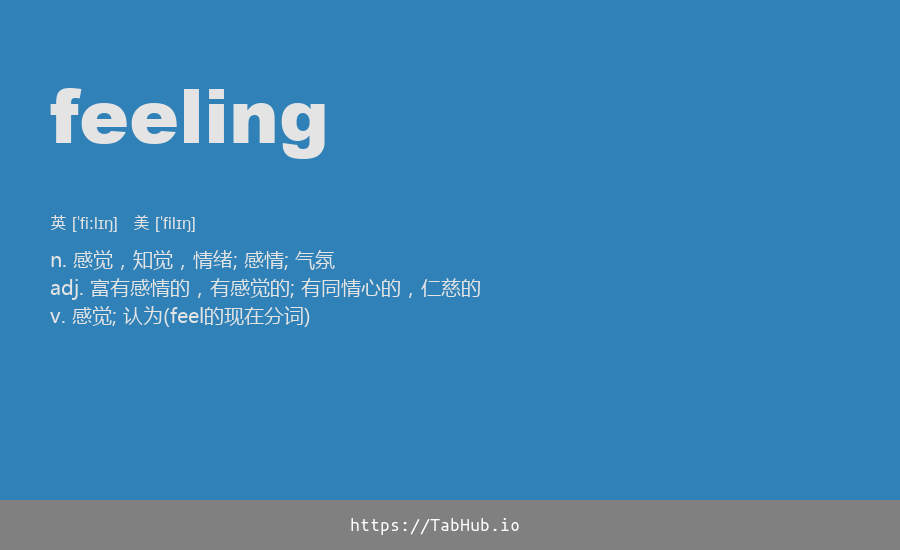 feeling
英 [ˈfiːlɪŋ] 美 [ˈfilɪŋ]
n. 感觉，知觉，情绪; 感情; 气氛
adj. 富有感情的，有感觉的; 有同情心的，仁慈的
v. 感觉; 认为(feel的现在分词)
https://TabHub.io